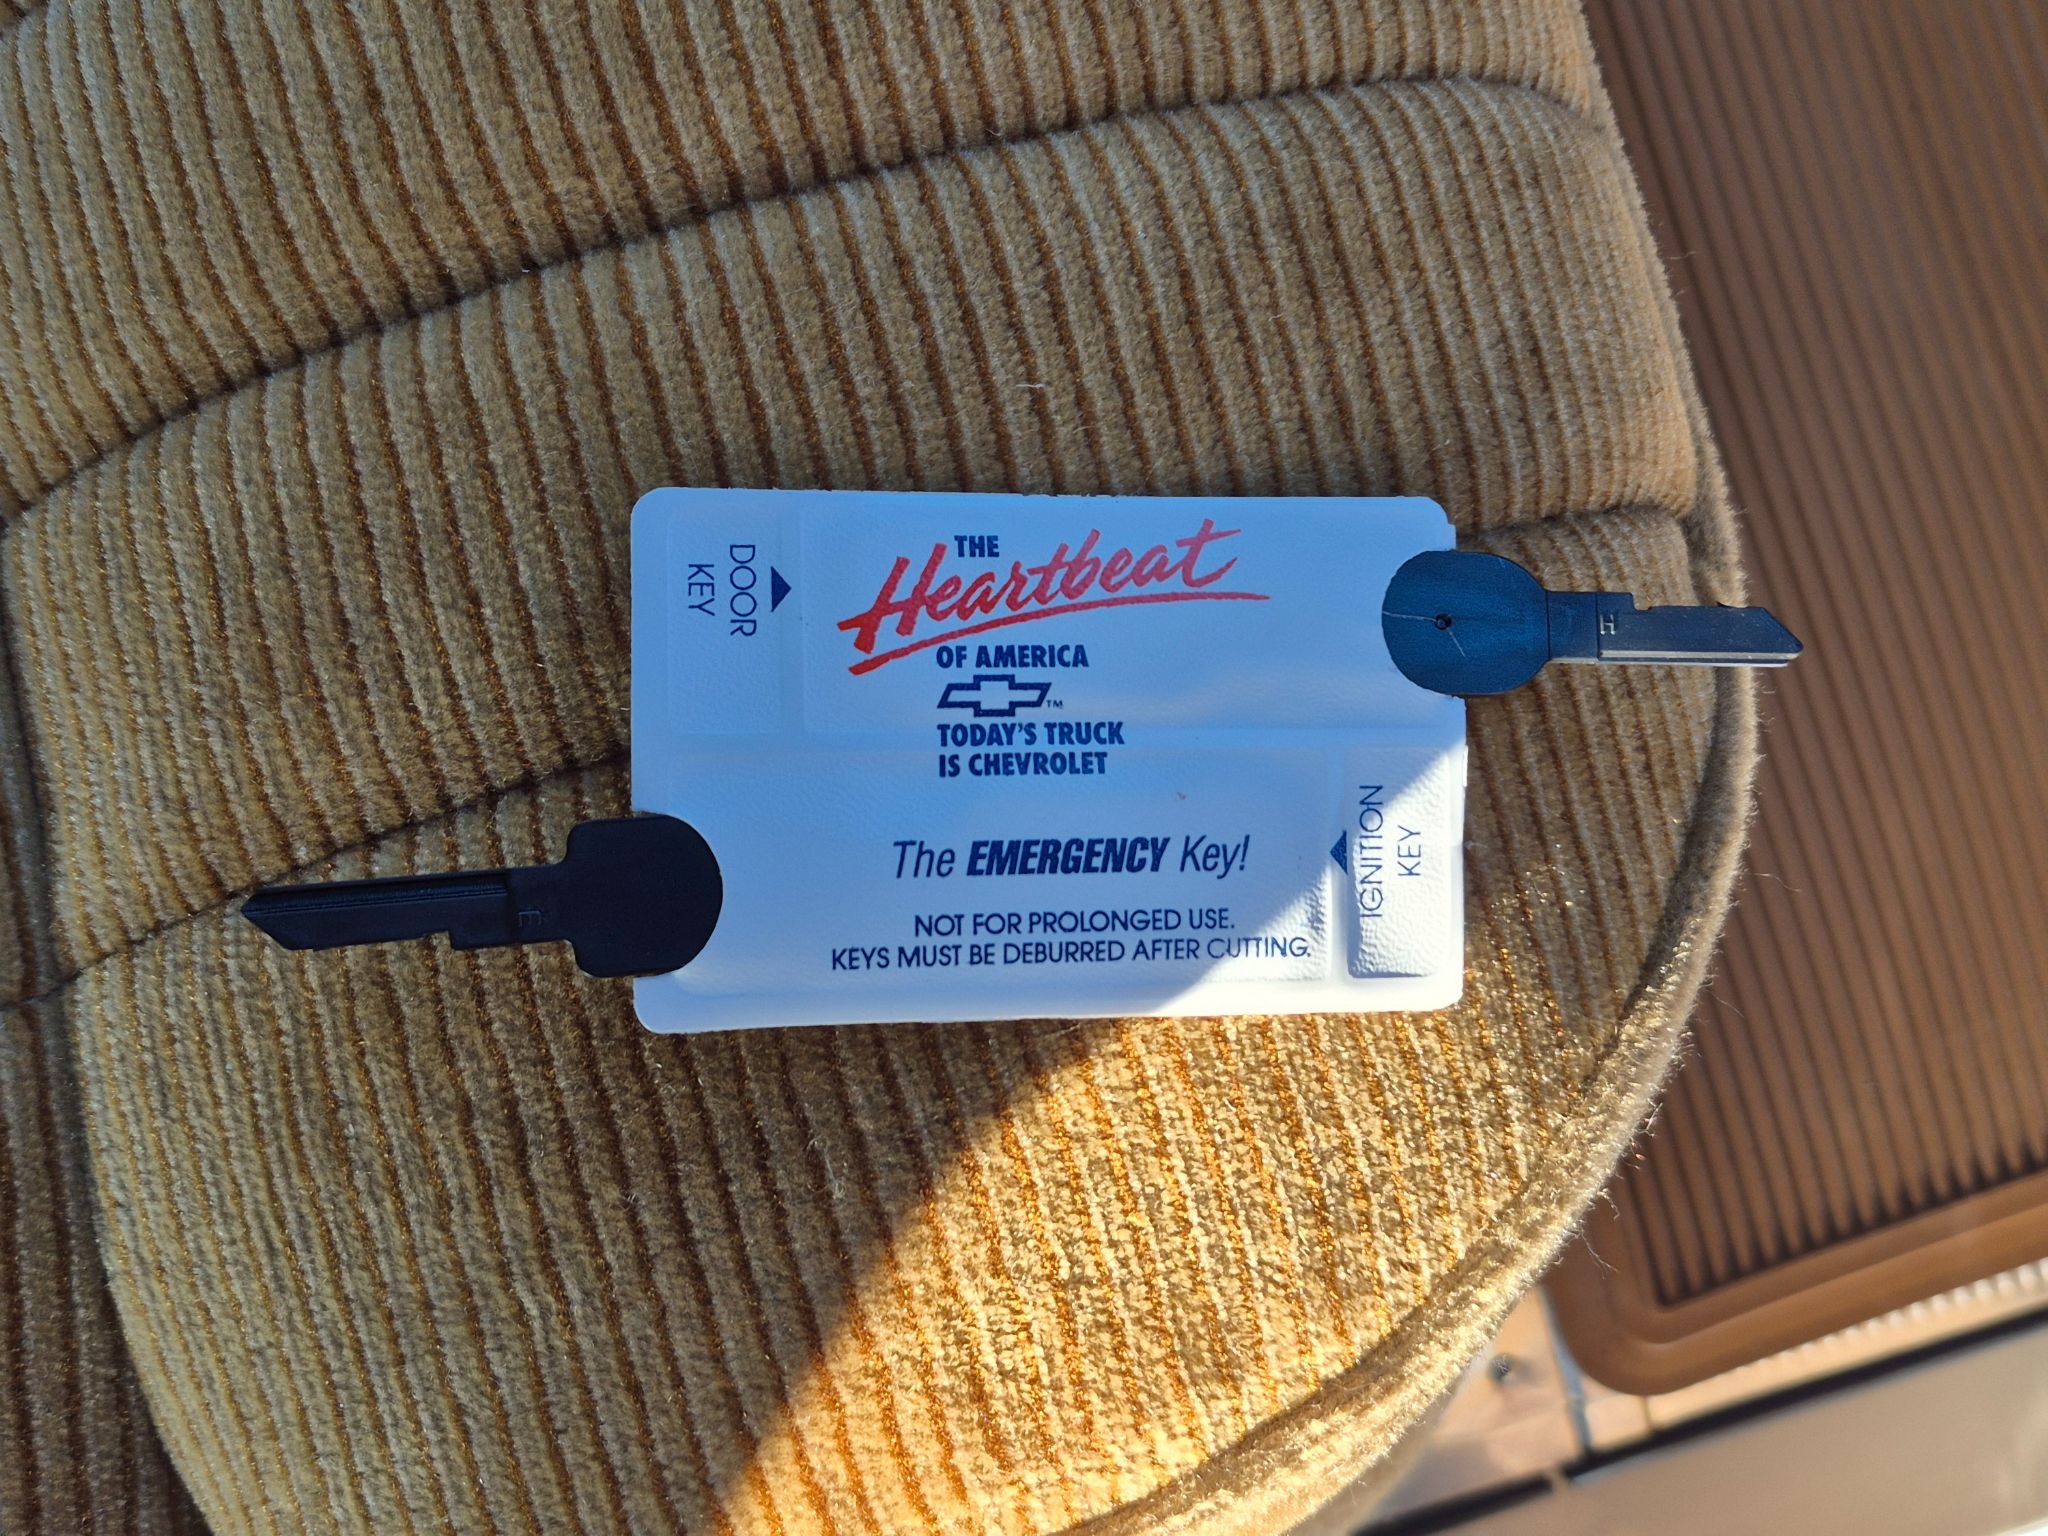 DOOR
KEY
THE
Heartbeat
OF AMERICA
TM
TODAY'S TRUCK
IS CHEVROLET
The EMERGENCY Key!
NOT FOR PROLONGED USE.
KEYS MUST BE DEBURRED AFTER CUTTING.
IGNITION
KEY
H
E